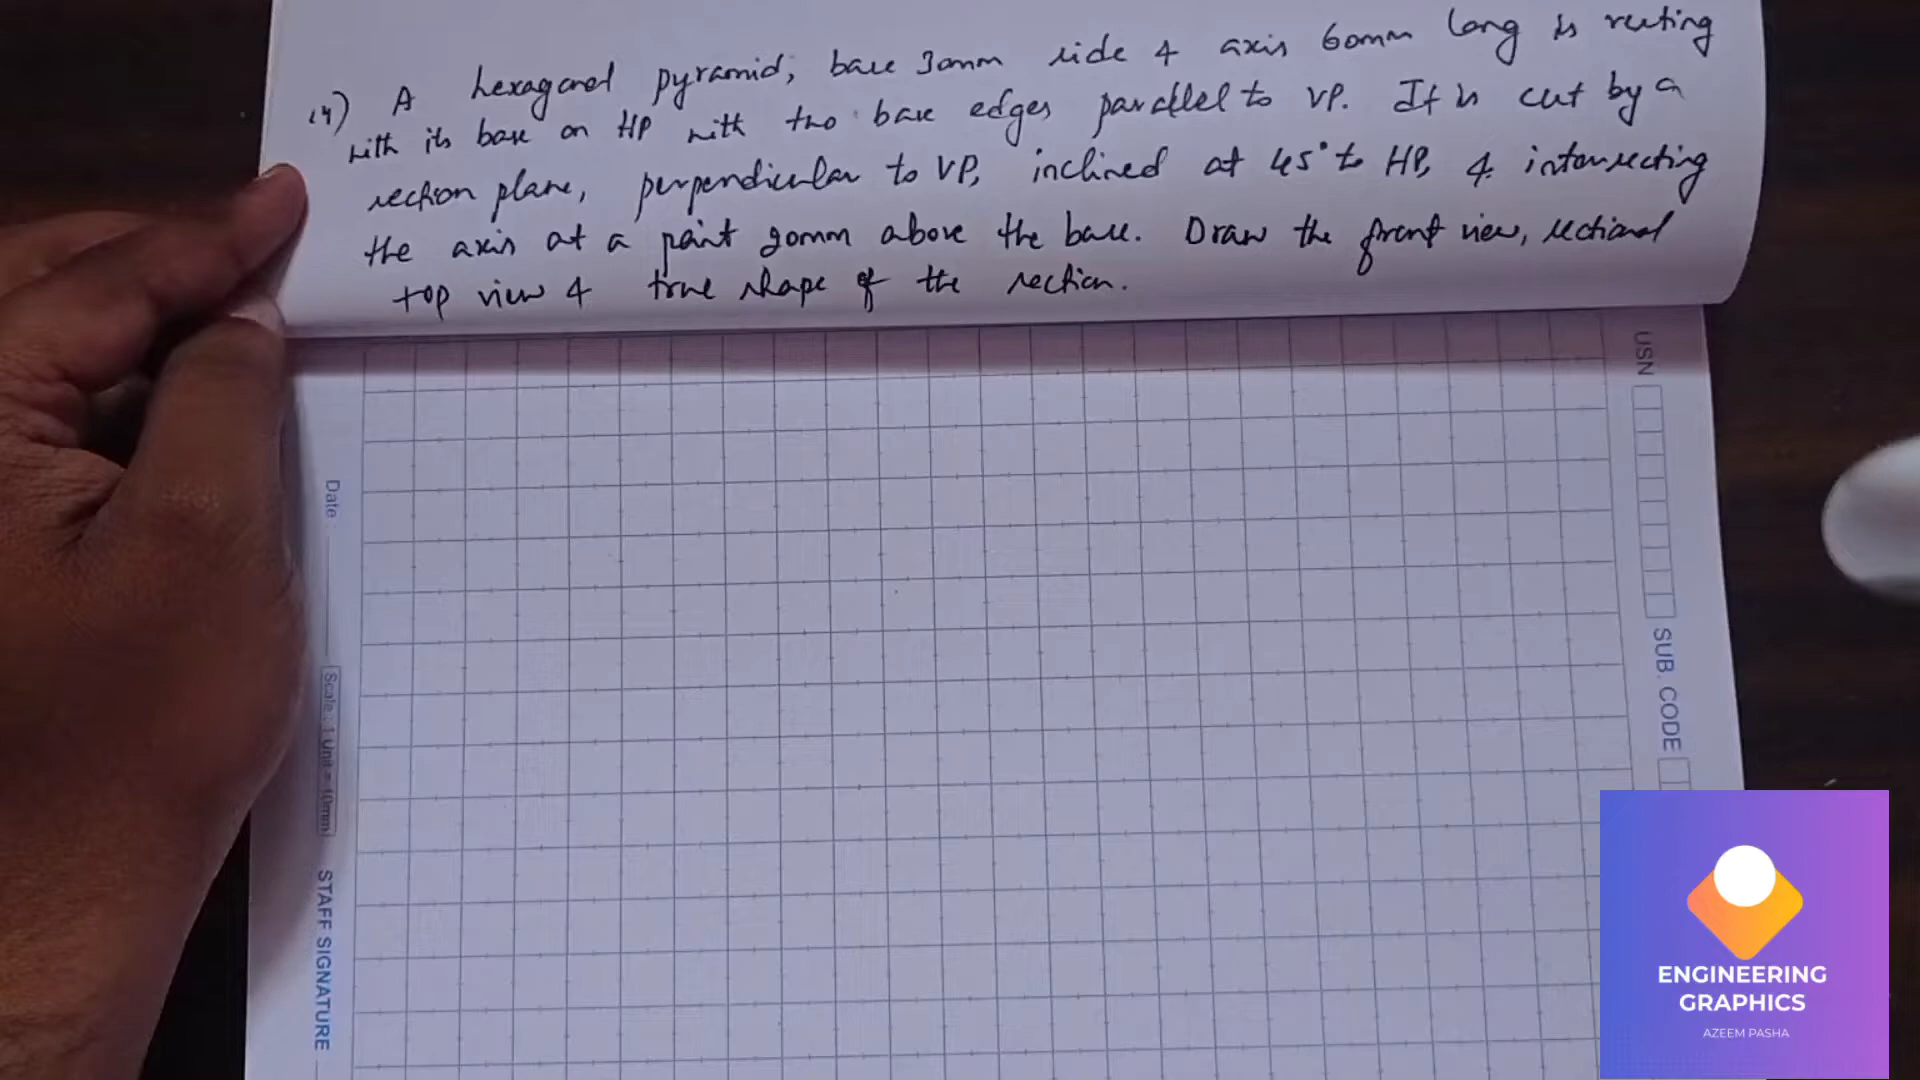 14) A hexagonal pyramid, base 30mm side & axis 60mm long is resting
with its base on HP with two base edges parallel to VP. It is cut by a
section plane, perpendicular to VP, inclined at 45° to HP, & intersecting
the axis at a point 20mm above the base. Draw the front view, sectional
top view & true shape of the section.
USN
SUB. CODE
Date
Scale : 1 Unit = 10mm
STAFF SIGNATURE
ENGINEERING
GRAPHICS
AZEEM PASHA